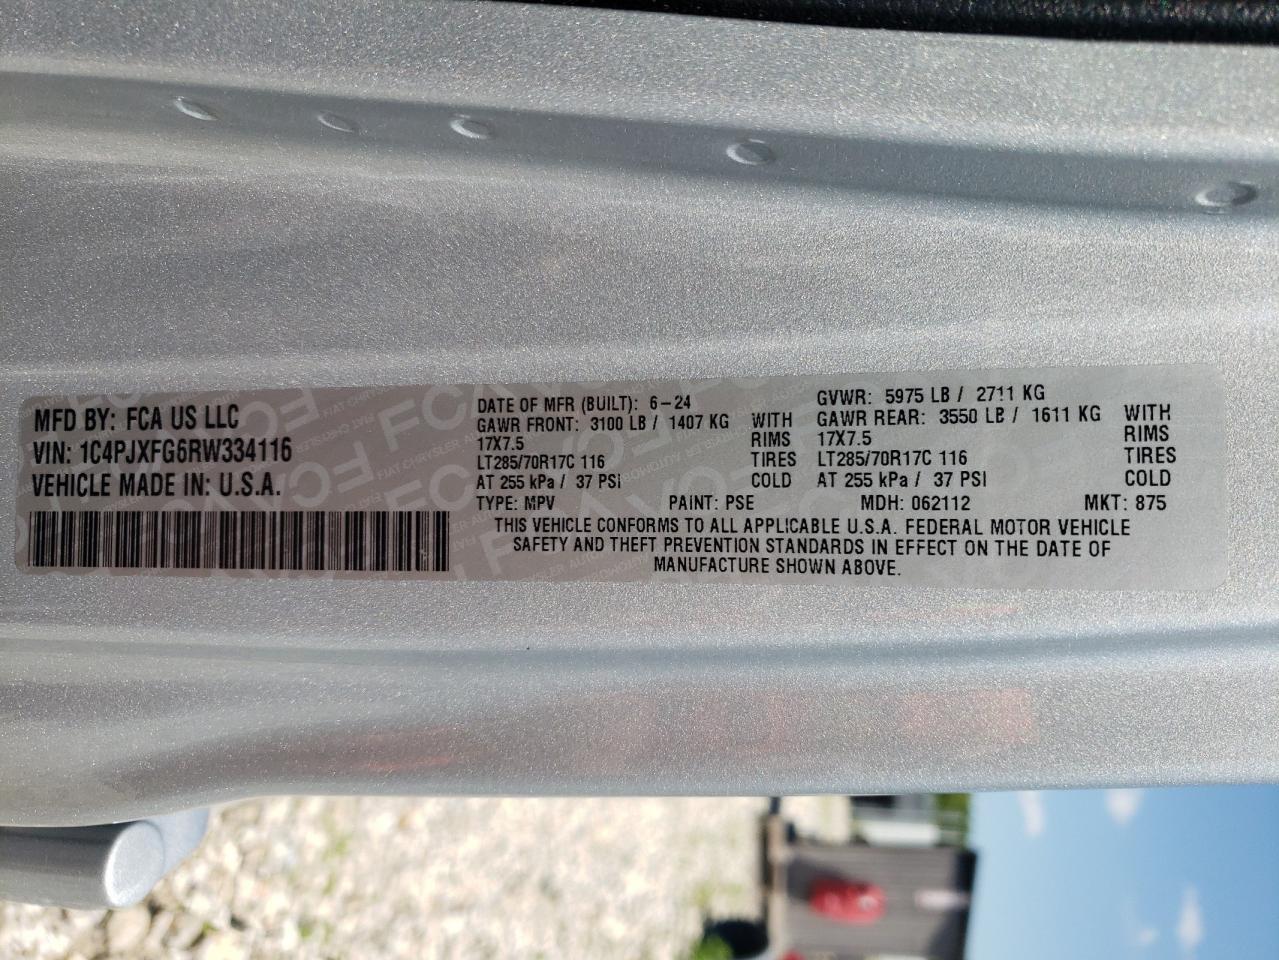 MFD BY: FCA US LLC
VIN: 1C4PJXFG6RW334116
VEHICLE MADE IN: U.S.A.
DATE OF MFR (BUILT): 6-24
GAWR FRONT: 3100 LB / 1407 KG WITH
17X7.5 RIMS
LT285/70R17C 116 TIRES
AT 255 kPa / 37 PSI COLD
GVWR: 5975 LB / 2711 KG
GAWR REAR: 3550 LB / 1611 KG WITH
17X7.5 RIMS
LT285/70R17C 116 TIRES
AT 255 kPa / 37 PSI COLD
TYPE: MPV PAINT: PSE MDH: 062112 MKT: 875
THIS VEHICLE CONFORMS TO ALL APPLICABLE U.S.A. FEDERAL MOTOR VEHICLE
SAFETY AND THEFT PREVENTION STANDARDS IN EFFECT ON THE DATE OF
MANUFACTURE SHOWN ABOVE.